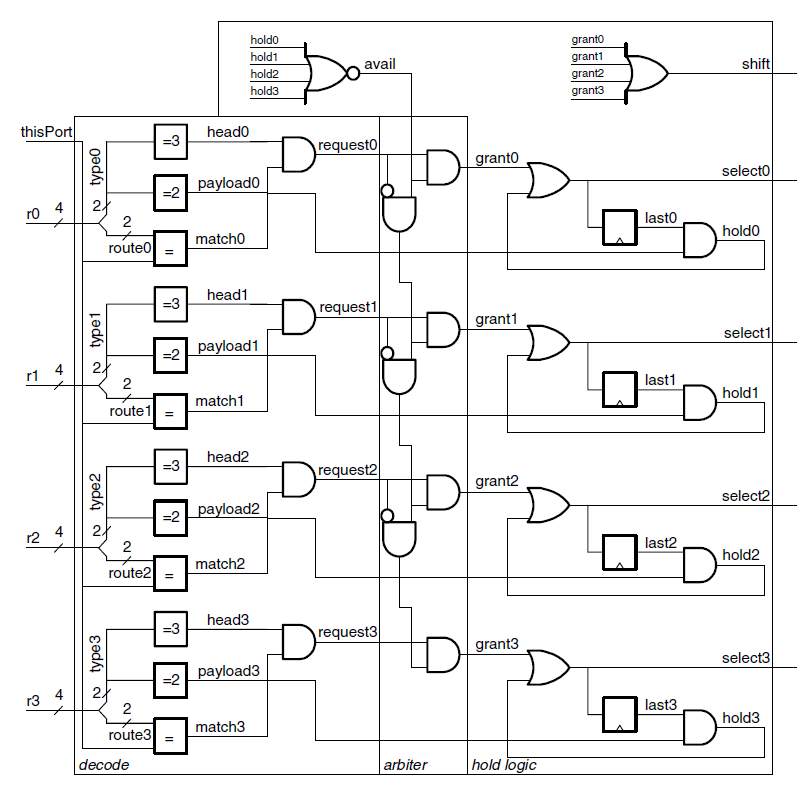 hold0
hold1
hold2
hold3
avail
grant0
grant1
grant2
grant3
shift
thisPort
type0
=3
head0
request0
grant0
select0
=2
payload0
2
r0
4
2
route0
=
match0
last0
hold0
type1
=3
head1
request1
grant1
select1
=2
payload1
2
r1
4
2
route1
=
match1
last1
hold1
type2
=3
head2
request2
grant2
select2
=2
payload2
2
r2
4
2
route2
=
match2
last2
hold2
type3
=3
head3
request3
grant3
select3
=2
payload3
2
r3
4
2
route3
=
match3
last3
hold3
decode
arbiter
hold logic